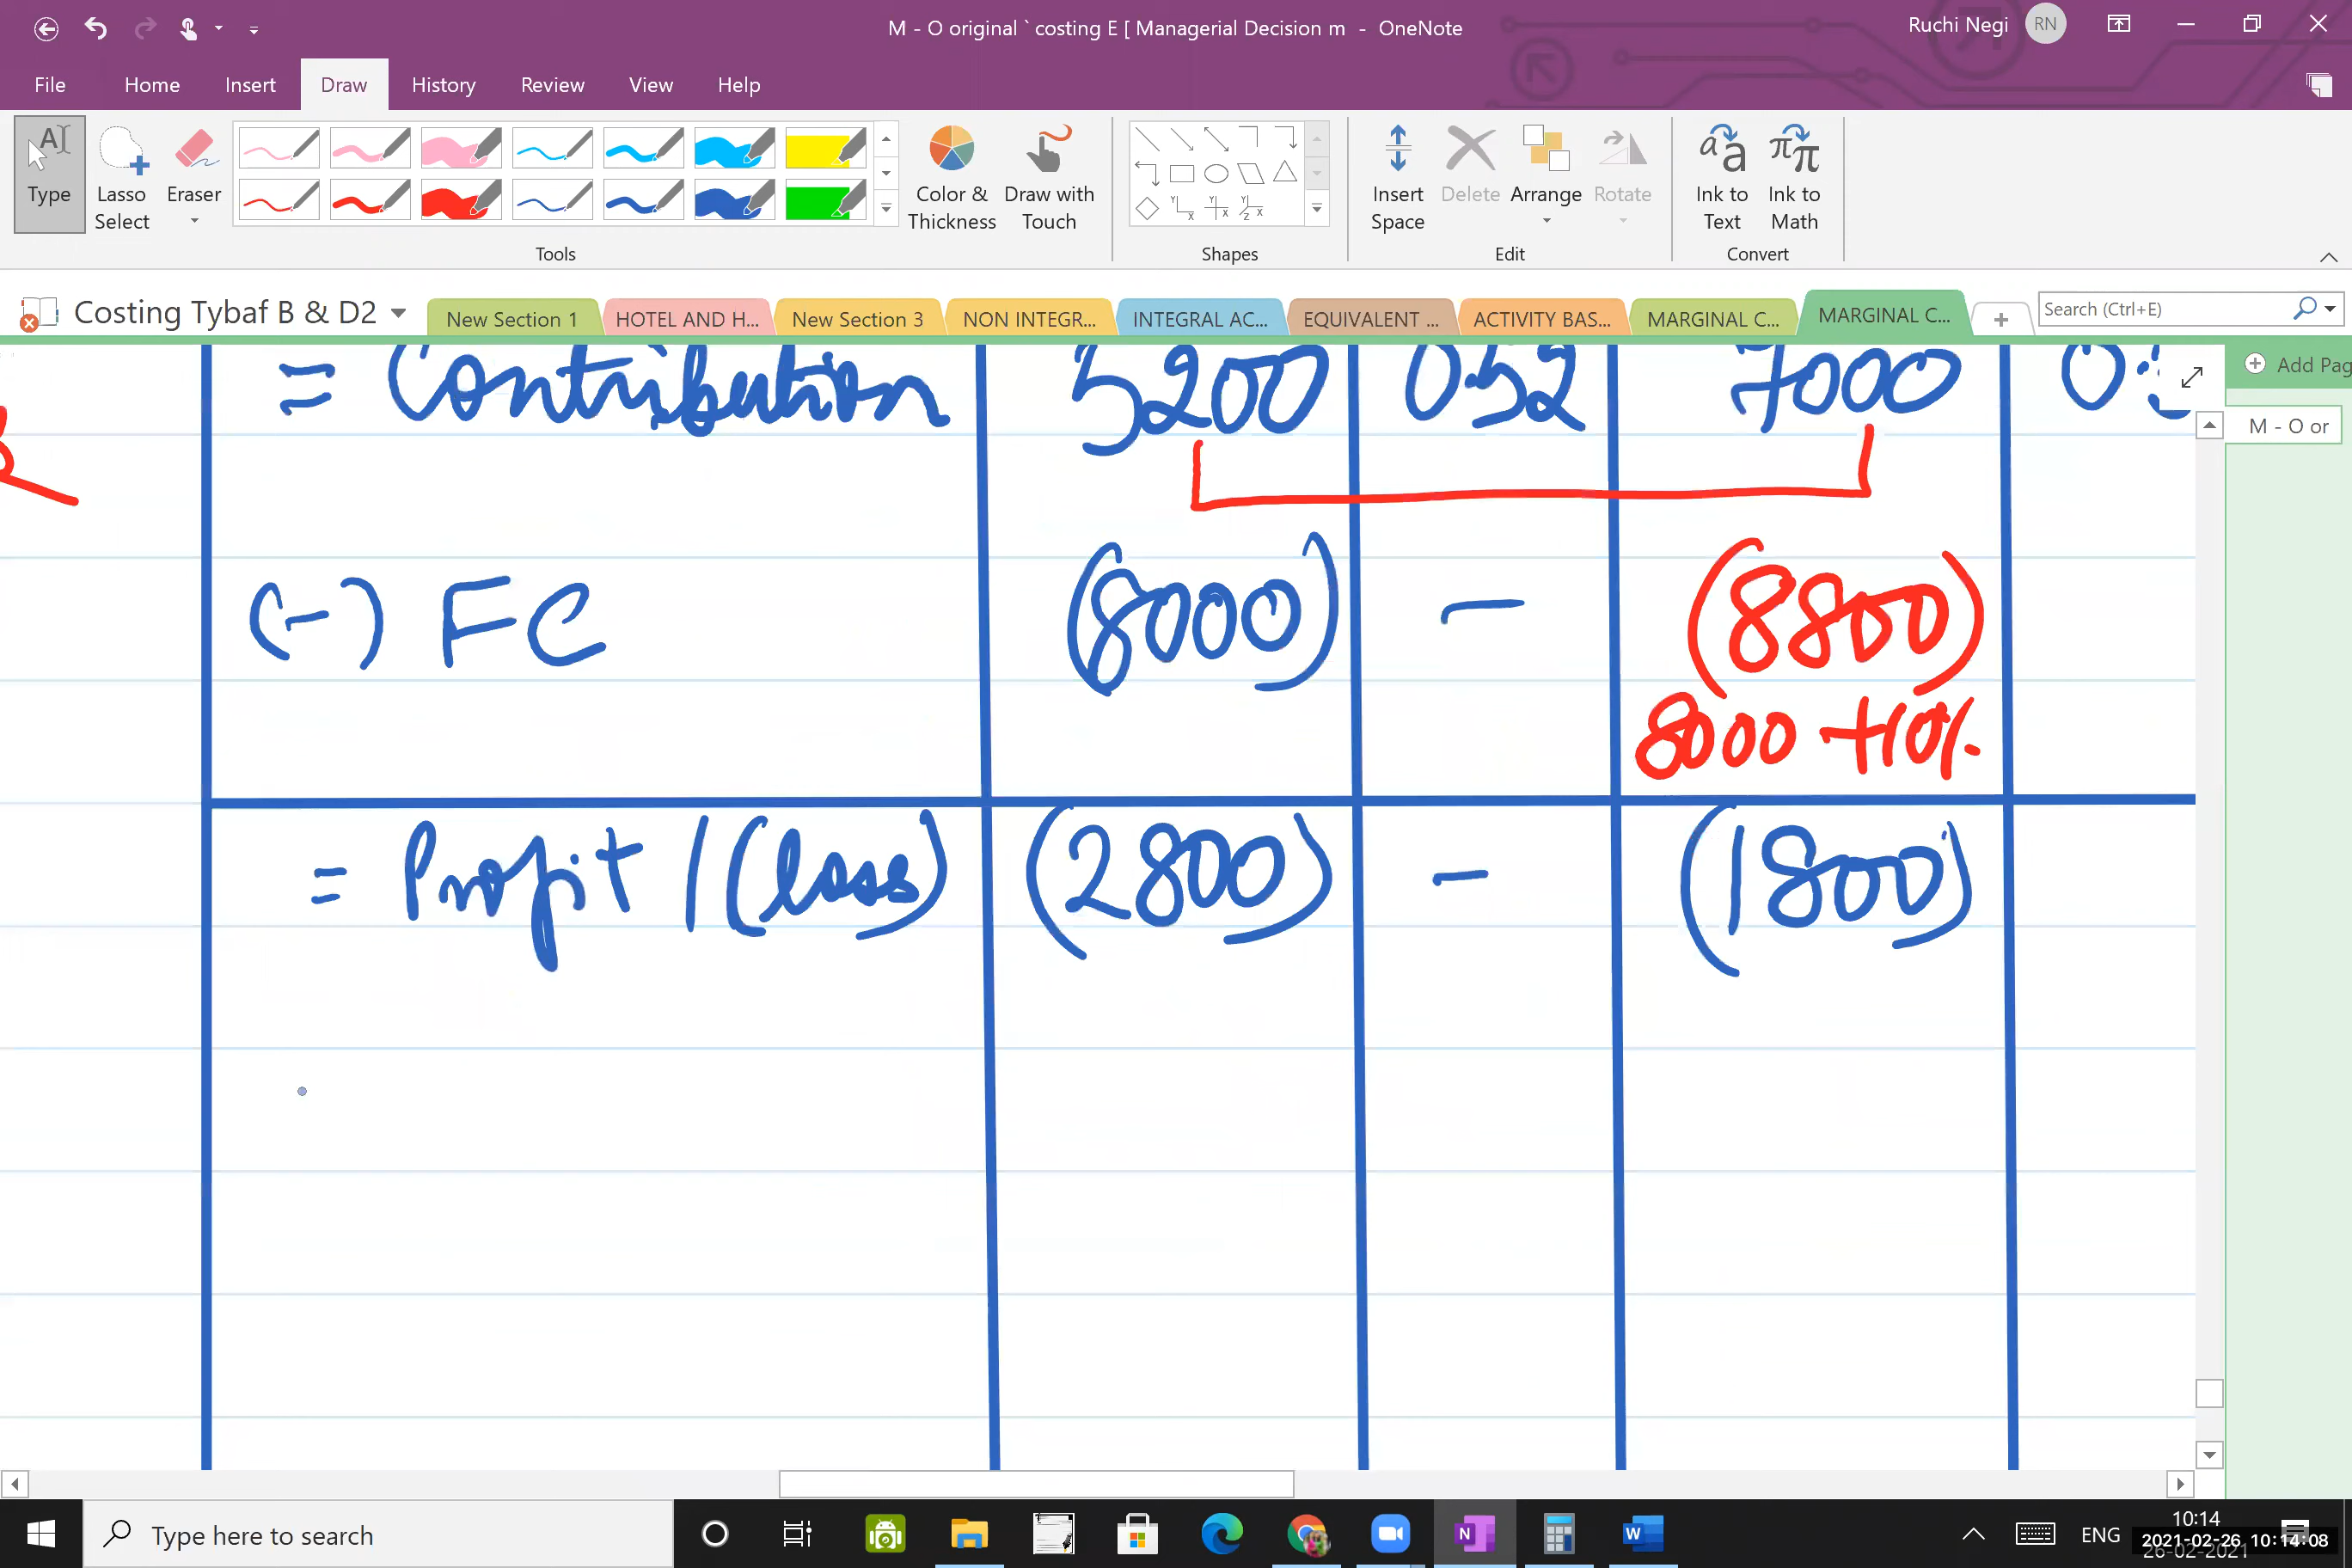 M - O original ` costing E [ Managerial Decision m - OneNote
Ruchi Negi RN
File Home Insert Draw History Review View Help
Type
Lasso Select
Eraser
Color & Thickness
Draw with Touch
Insert Space
Delete
Arrange
Rotate
Ink to Text
Ink to Math
Tools
Shapes
Edit
Convert
Costing Tybaf B & D2
New Section 1 HOTEL AND H... New Section 3 NON INTEGR... INTEGRAL AC... EQUIVALENT ... ACTIVITY BAS... MARGINAL C... MARGINAL C... +
Search (Ctrl+E)
Add Pag
M - O or
= Contribution 5200 0.52 7000
(-) FC (8000) - (8800)
8000 +10%
= Profit / (loss) (2800) - (1800)
Type here to search
ENG
10:14
26-02-2021
2021-02-26 10:14:08